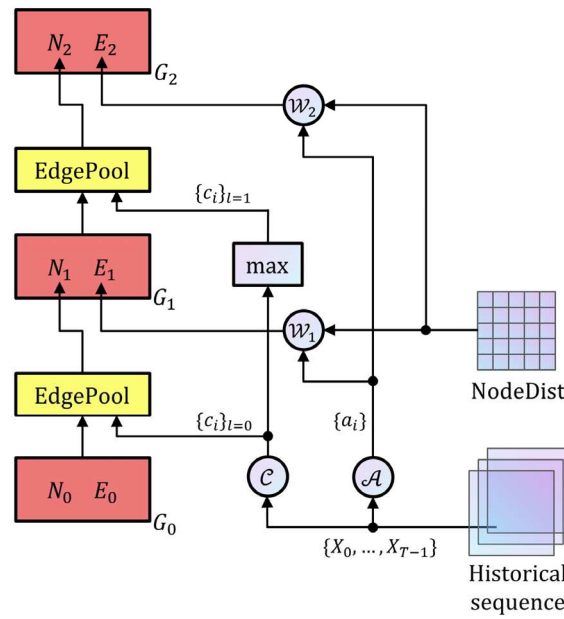 N₂ E₂
G₂
𝒲₂
EdgePool
{cᵢ}ₗ₌₁
max
N₁ E₁
G₁
𝒲₁
NodeDist
EdgePool
{cᵢ}ₗ₌₀
{aᵢ}
N₀ E₀
G₀
𝒞
𝒜
{X₀, … , X_{T−1}}
Historical
sequence